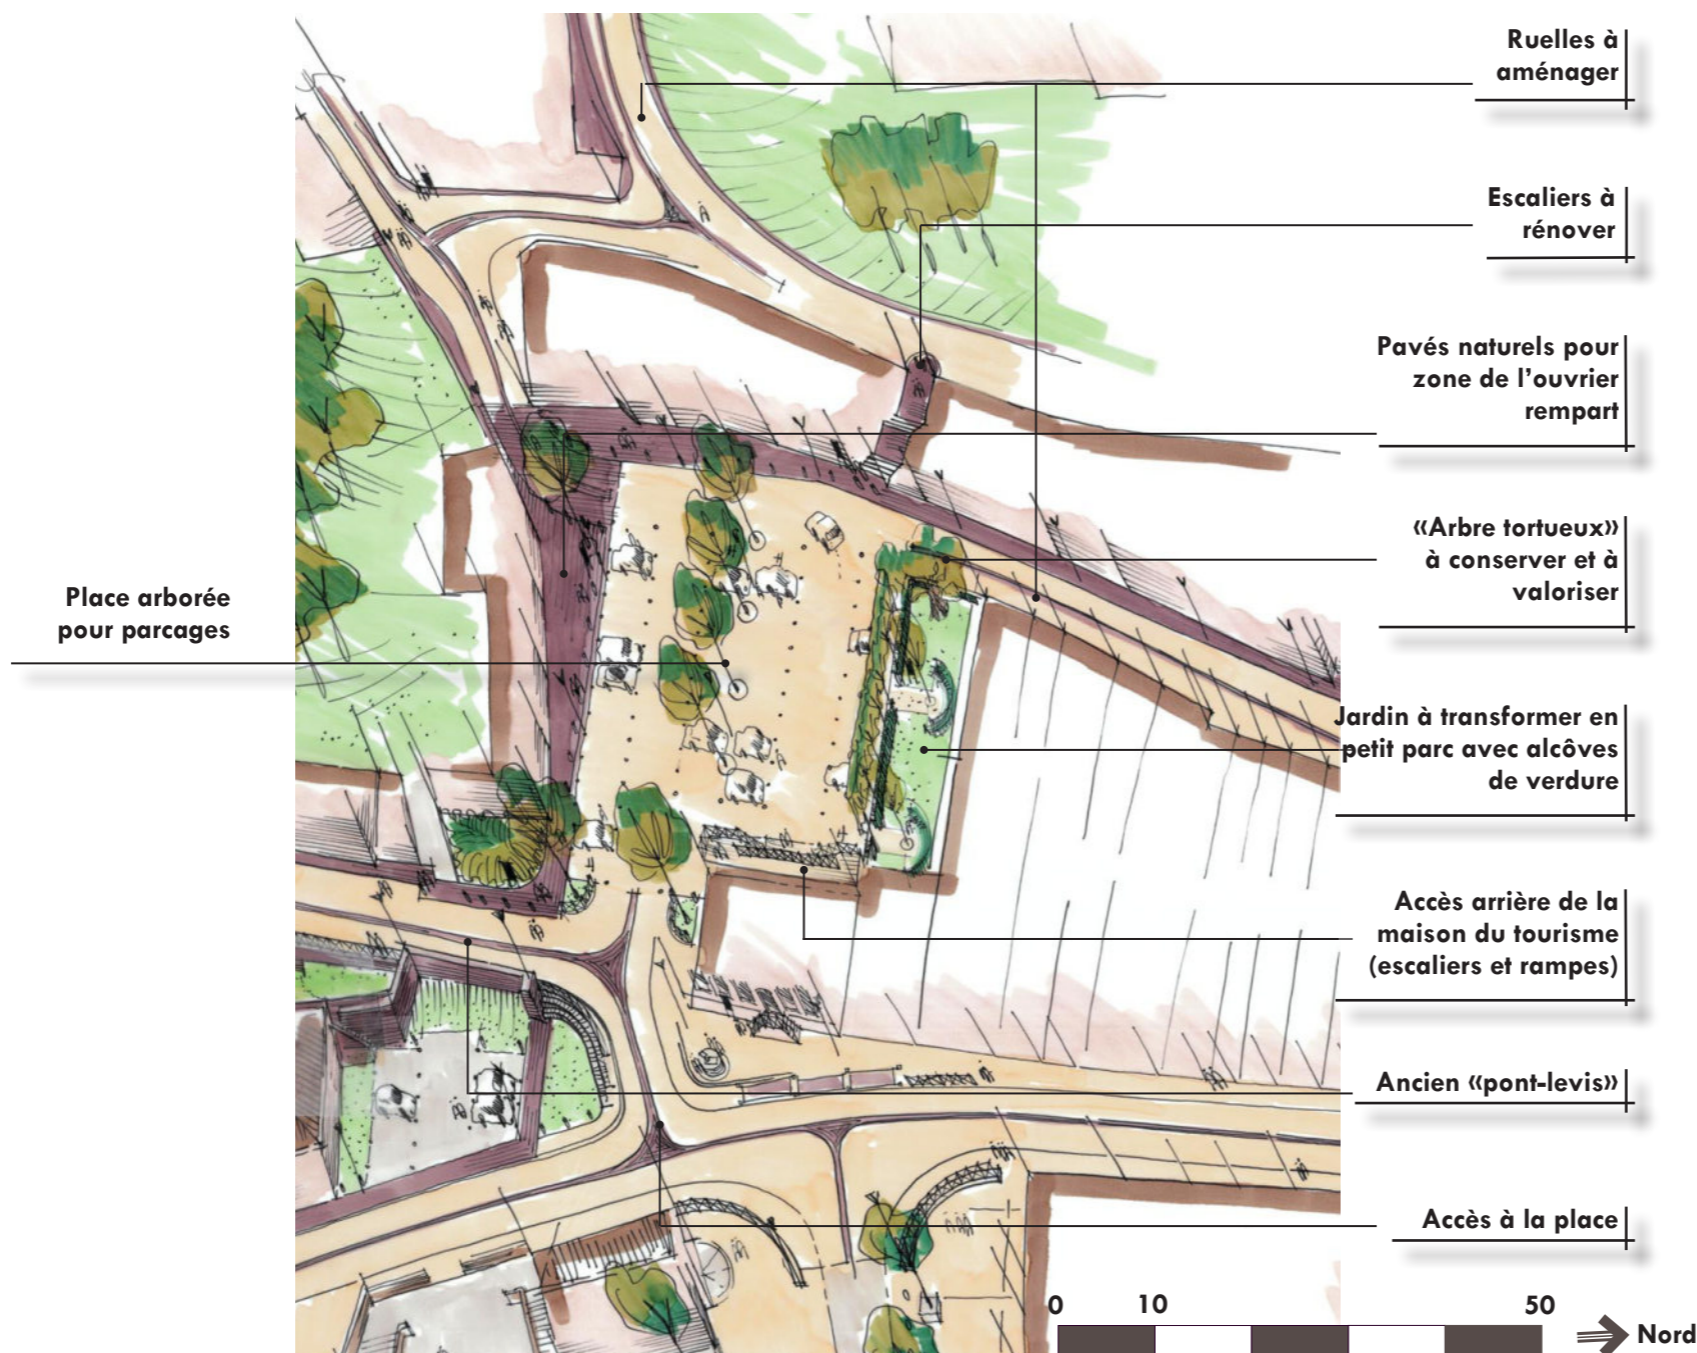 Ruelles à
aménager
Escaliers à
rénover
Pavés naturels pour
zone de l’ouvrier
rempart
«Arbre tortueux»
à conserver et à
valoriser
Place arborée
pour parcages
Jardin à transformer en
petit parc avec alcôves
de verdure
Accès arrière de la
maison du tourisme
(escaliers et rampes)
Ancien «pont-levis»
Accès à la place
0 10 50
Nord